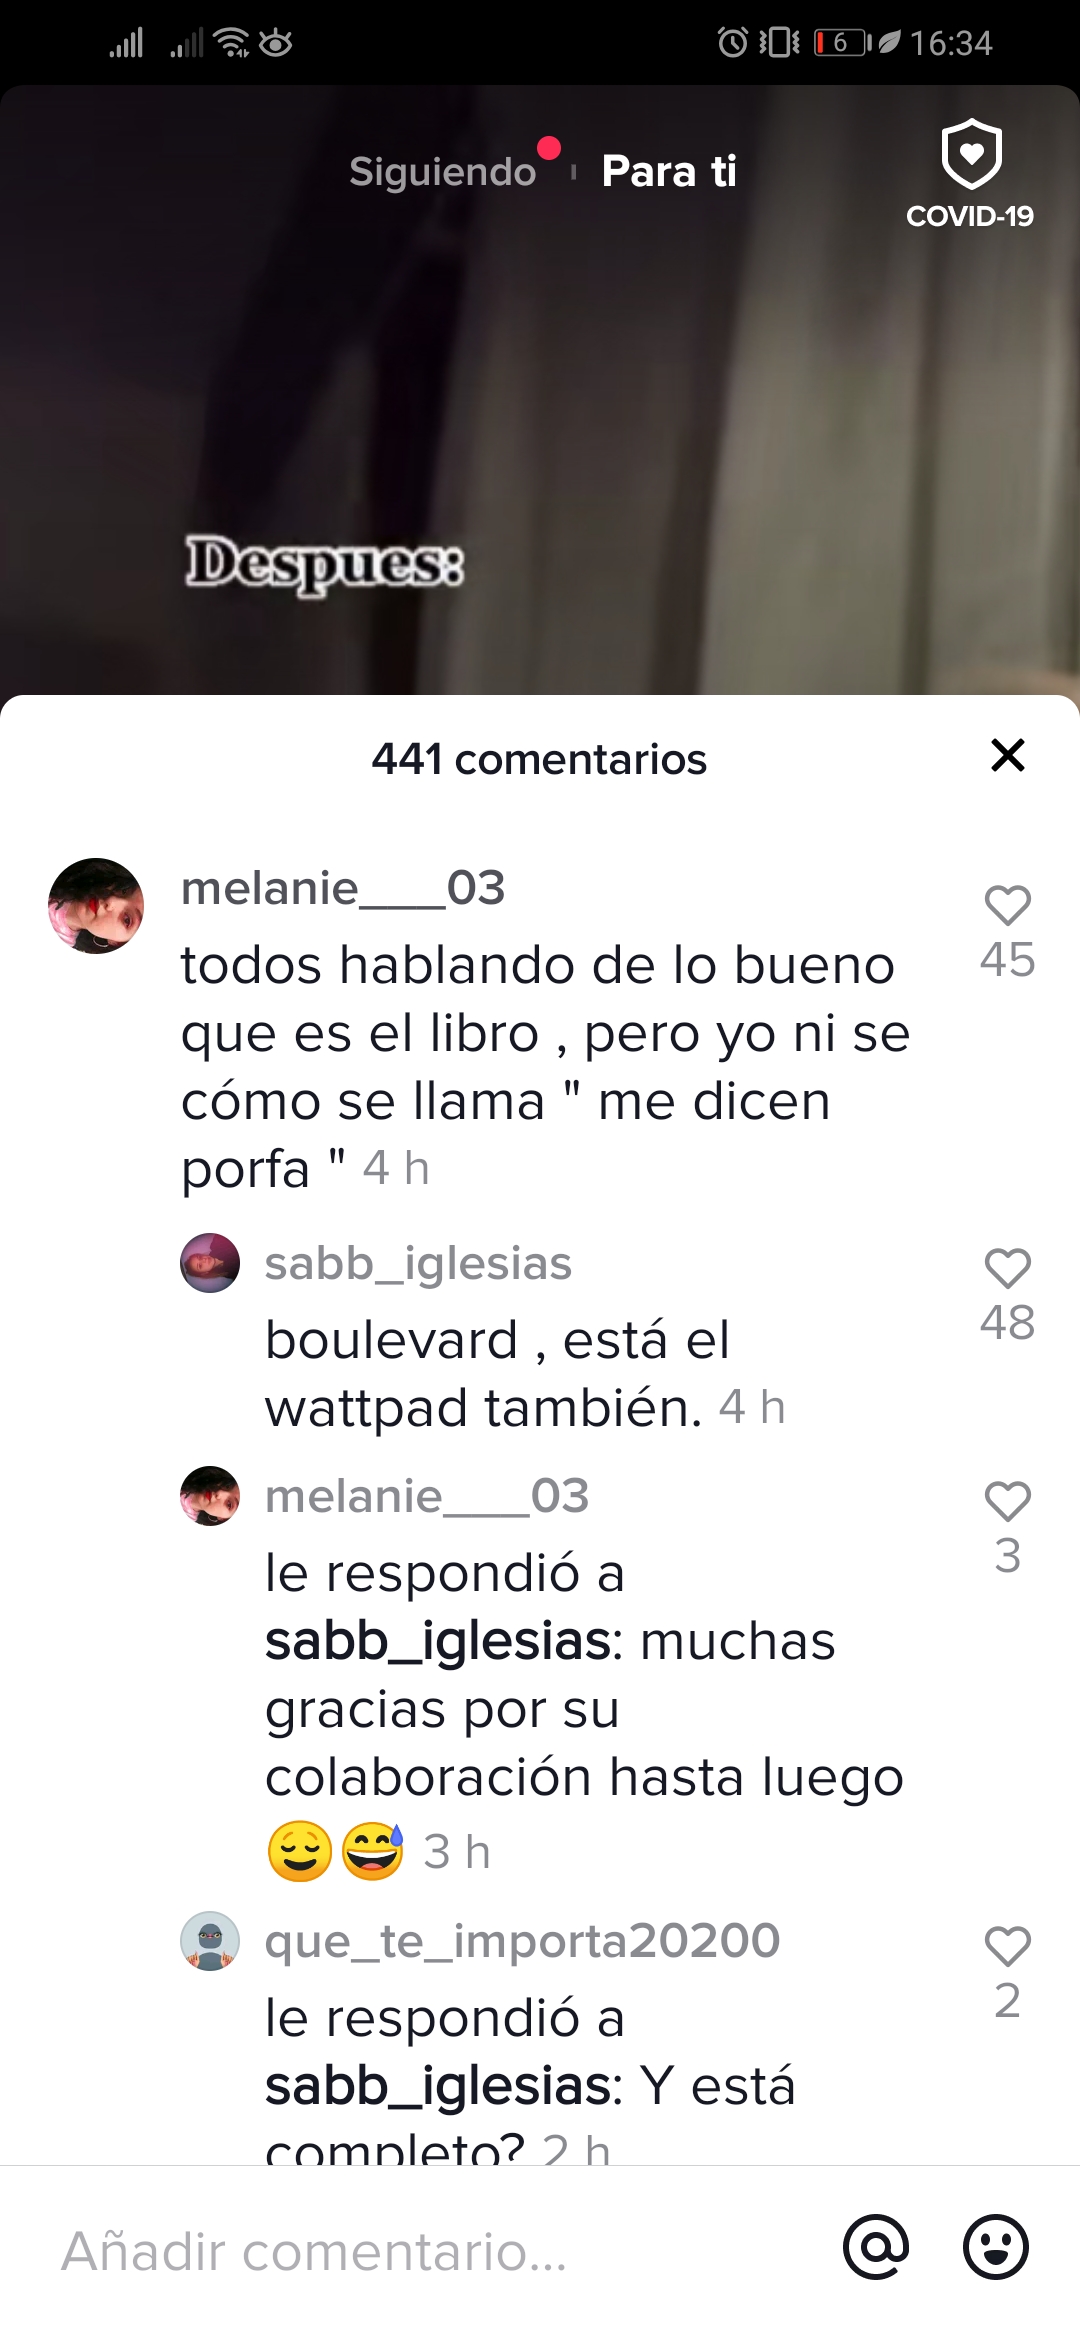 6 16:34
Siguiendo Para ti
COVID-19
Despues:
441 comentarios
melanie___03
todos hablando de lo bueno
que es el libro , pero yo ni se
cómo se llama " me dicen
porfa " 4 h
45
sabb_iglesias
boulevard , está el
wattpad también. 4 h
48
melanie___03
le respondió a
sabb_iglesias: muchas
gracias por su
colaboración hasta luego
😌😅 3 h
3
que_te_importa20200
le respondió a
sabb_iglesias: Y está
completo? 2 h
2
Añadir comentario...